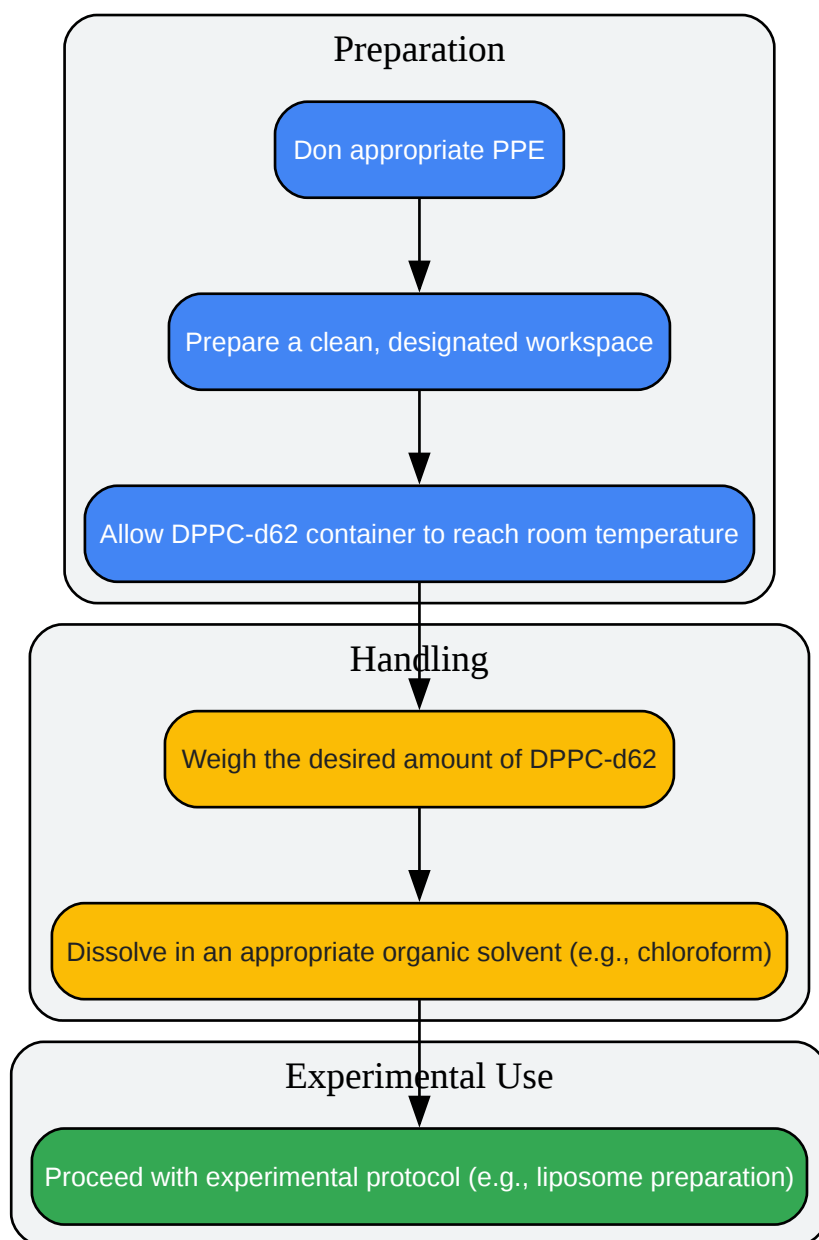 Preparation
Don appropriate PPE
Prepare a clean, designated workspace
Allow DPPC-d62 container to reach room temperature
Handling
Weigh the desired amount of DPPC-d62
Dissolve in an appropriate organic solvent (e.g., chloroform)
Experimental Use
Proceed with experimental protocol (e.g., liposome preparation)